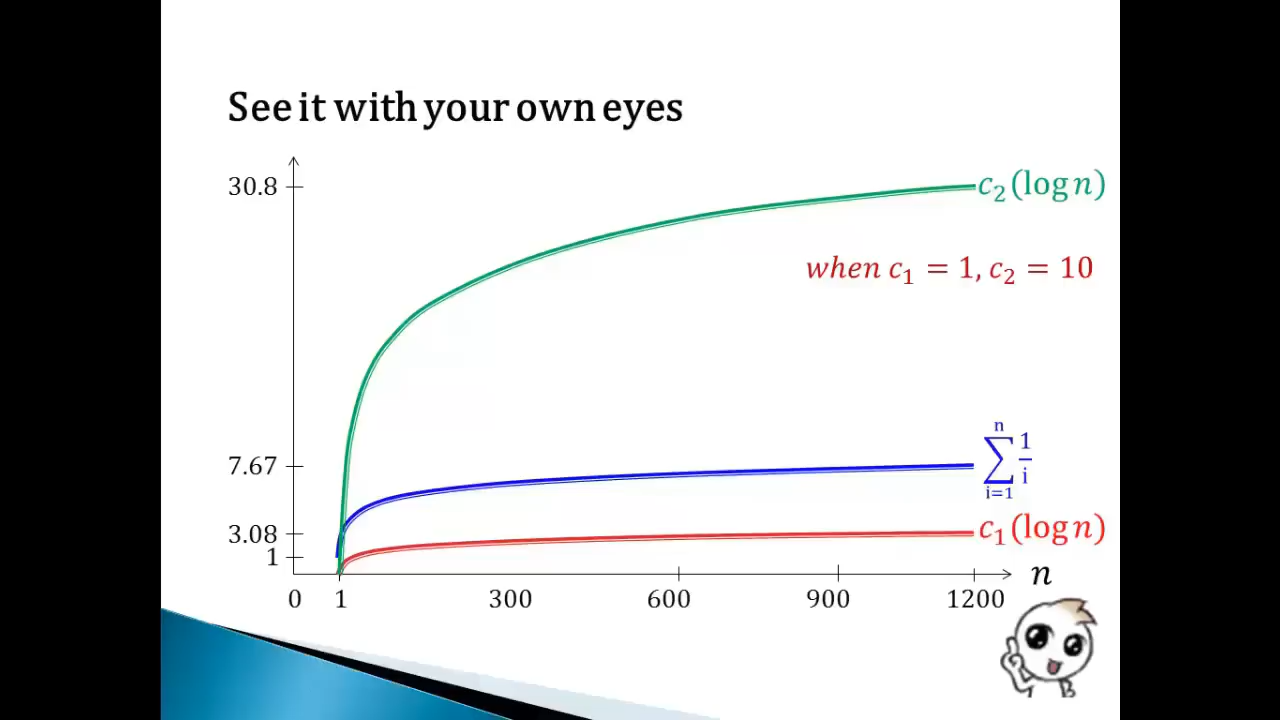 See it with your own eyes
30.8
c₂(log n)
when c₁ = 1, c₂ = 10
7.67
n
∑ 1/i
i=1
3.08
c₁(log n)
1
n
0 1 300 600 900 1200